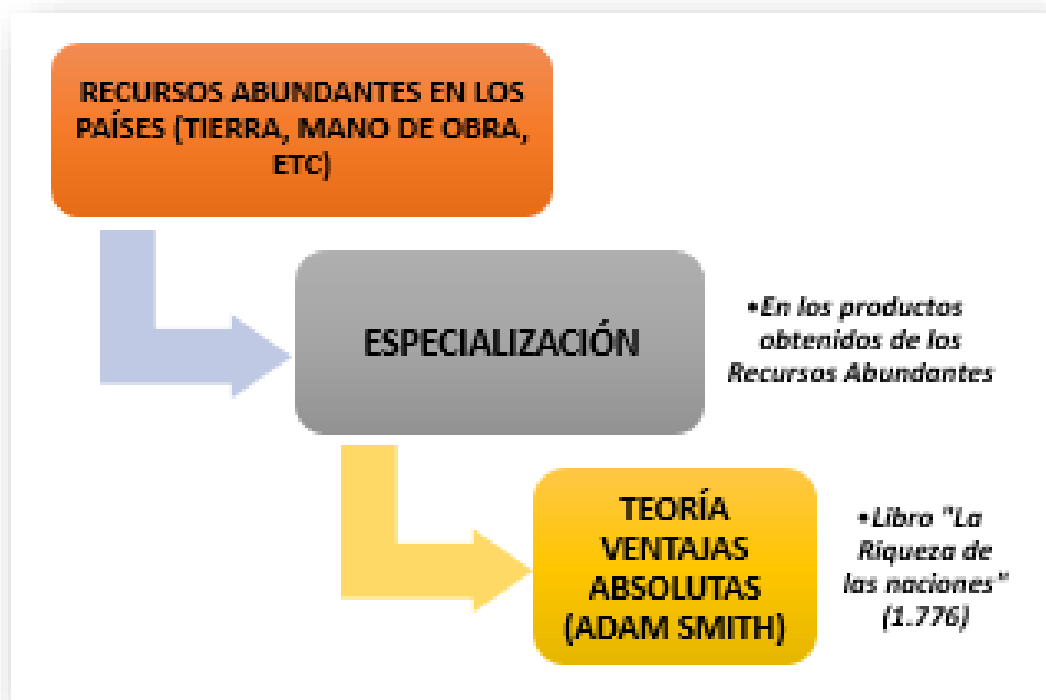 RECURSOS ABUNDANTES EN LOS
PAÍSES (TIERRA, MANO DE OBRA,
ETC)
ESPECIALIZACIÓN
•En los productos
obtenidos de los
Recursos Abundantes
TEORÍA
VENTAJAS
ABSOLUTAS
(ADAM SMITH)
•Libro "La
Riqueza de
las naciones"
(1.776)